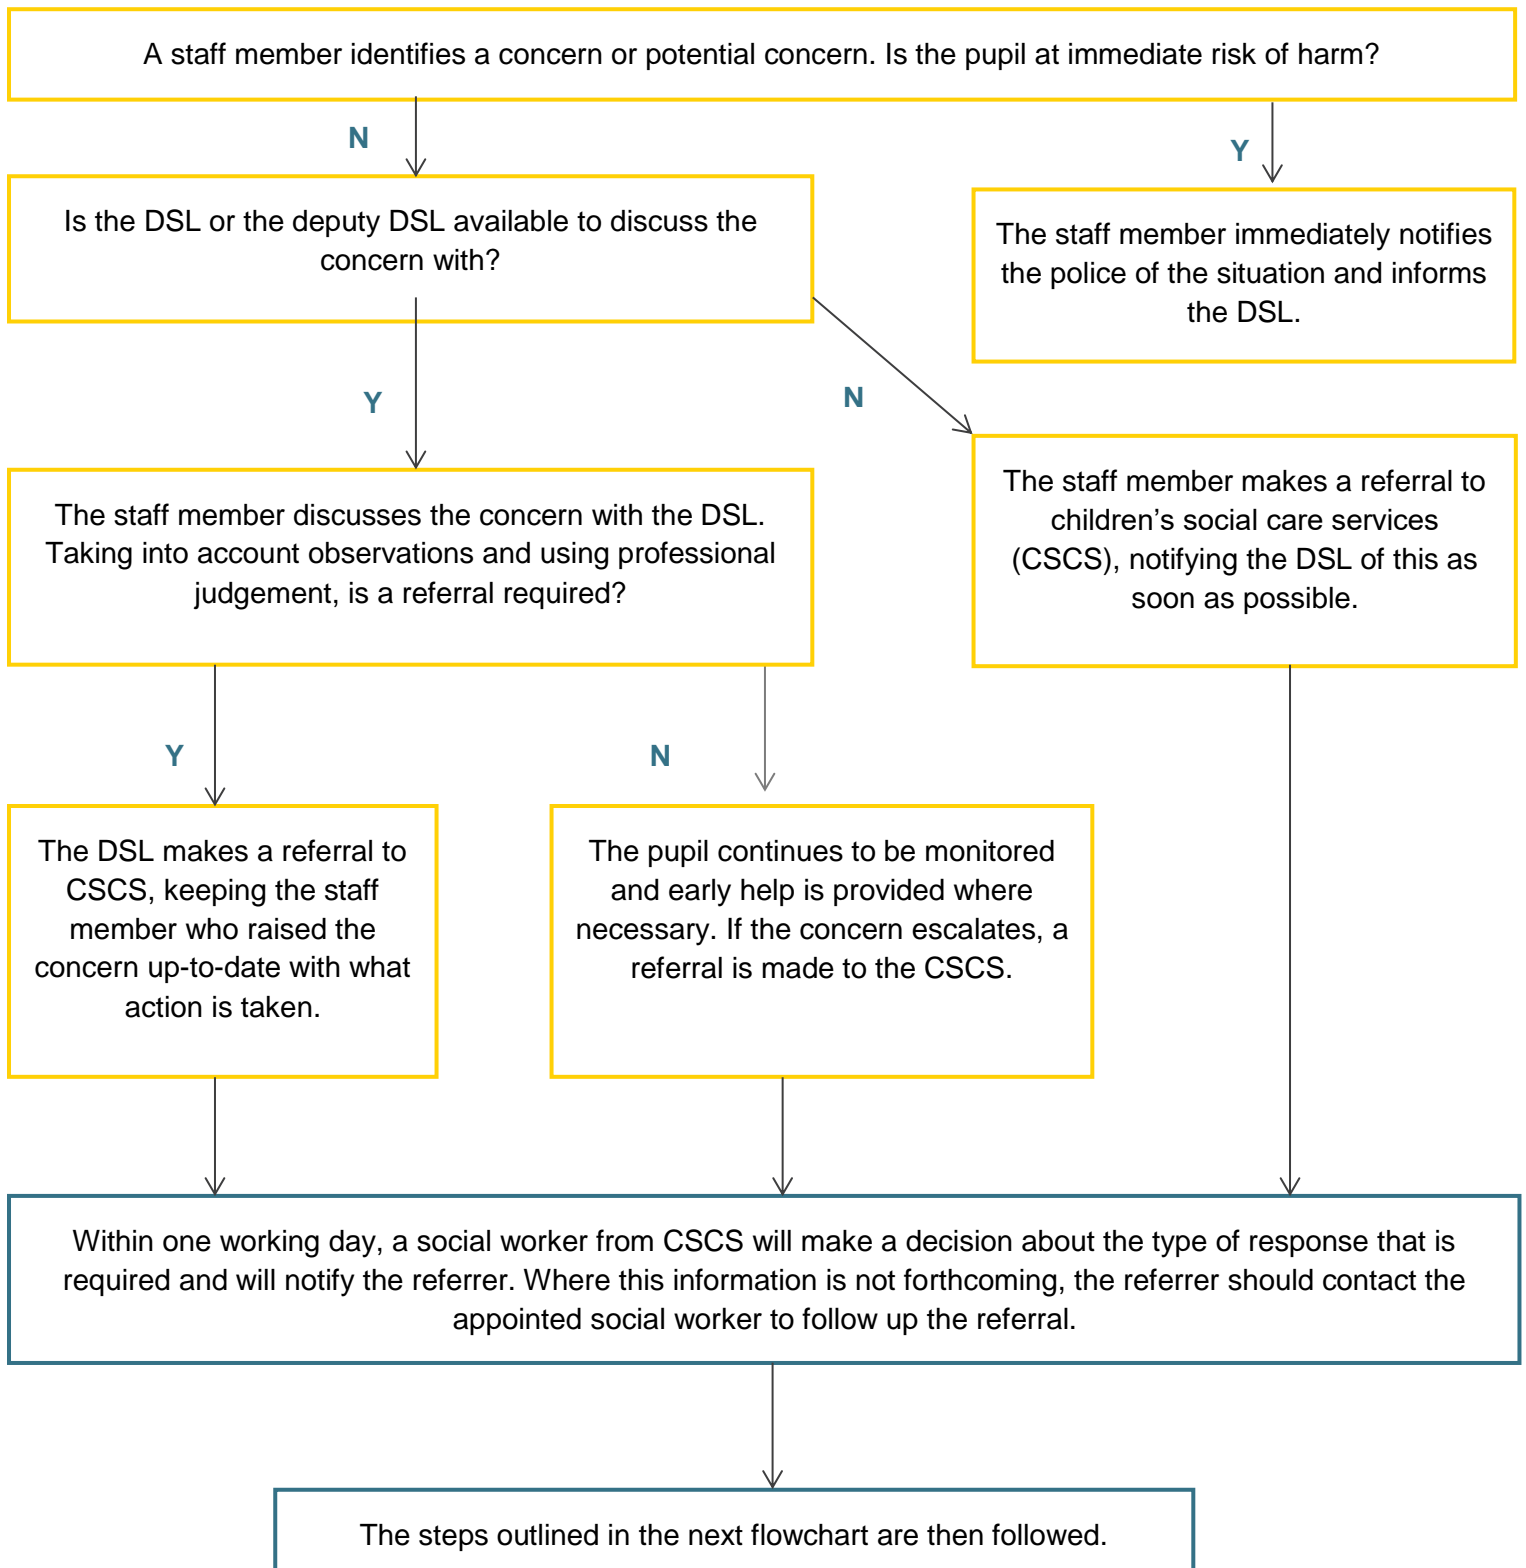 A staff member identifies a concern or potential concern. Is the pupil at immediate risk of harm?
N
Y
Is the DSL or the deputy DSL available to discuss the
concern with?
The staff member immediately notifies
the police of the situation and informs
the DSL.
Y
N
The staff member discusses the concern with the DSL.
Taking into account observations and using professional
judgement, is a referral required?
The staff member makes a referral to
children’s social care services
(CSCS), notifying the DSL of this as
soon as possible.
Y
N
The DSL makes a referral to
CSCS, keeping the staff
member who raised the
concern up-to-date with what
action is taken.
The pupil continues to be monitored
and early help is provided where
necessary. If the concern escalates, a
referral is made to the CSCS.
Within one working day, a social worker from CSCS will make a decision about the type of response that is
required and will notify the referrer. Where this information is not forthcoming, the referrer should contact the
appointed social worker to follow up the referral.
The steps outlined in the next flowchart are then followed.